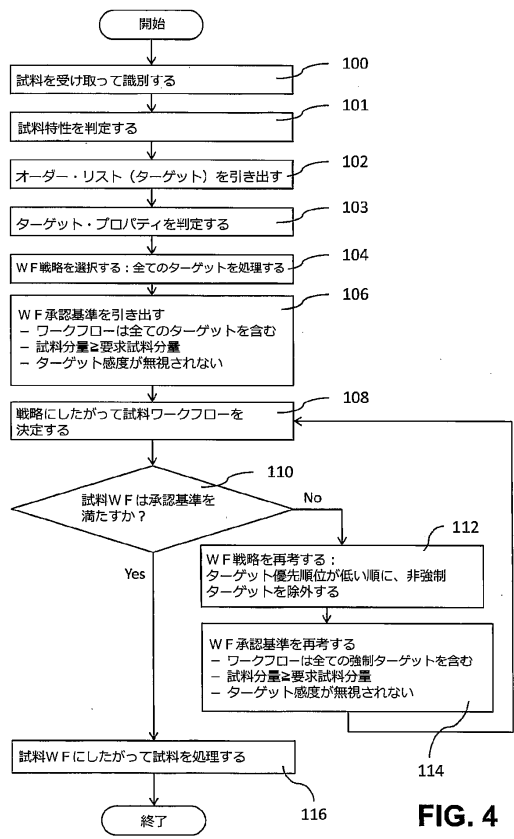 開始
試料を受け取って識別する
100
試料特性を判定する
101
オーダー・リスト（ターゲット）を引き出す
102
ターゲット・プロパティを判定する
103
ＷＦ戦略を選択する：全てのターゲットを処理する
104
ＷＦ承認基準を引き出す
－ ワークフローは全てのターゲットを含む
－ 試料分量≧要求試料分量
－ ターゲット感度が無視されない
106
戦略にしたがって試料ワークフローを
決定する
108
試料ＷＦは承認基準を
満たすか？
110
No
Yes
112
ＷＦ戦略を再考する：
ターゲット優先順位が低い順に、非強制
ターゲットを除外する
ＷＦ承認基準を再考する
－ ワークフローは全ての強制ターゲットを含む
－ 試料分量≧要求試料分量
－ ターゲット感度が無視されない
114
試料ＷＦにしたがって試料を処理する
116
終了
FIG. 4